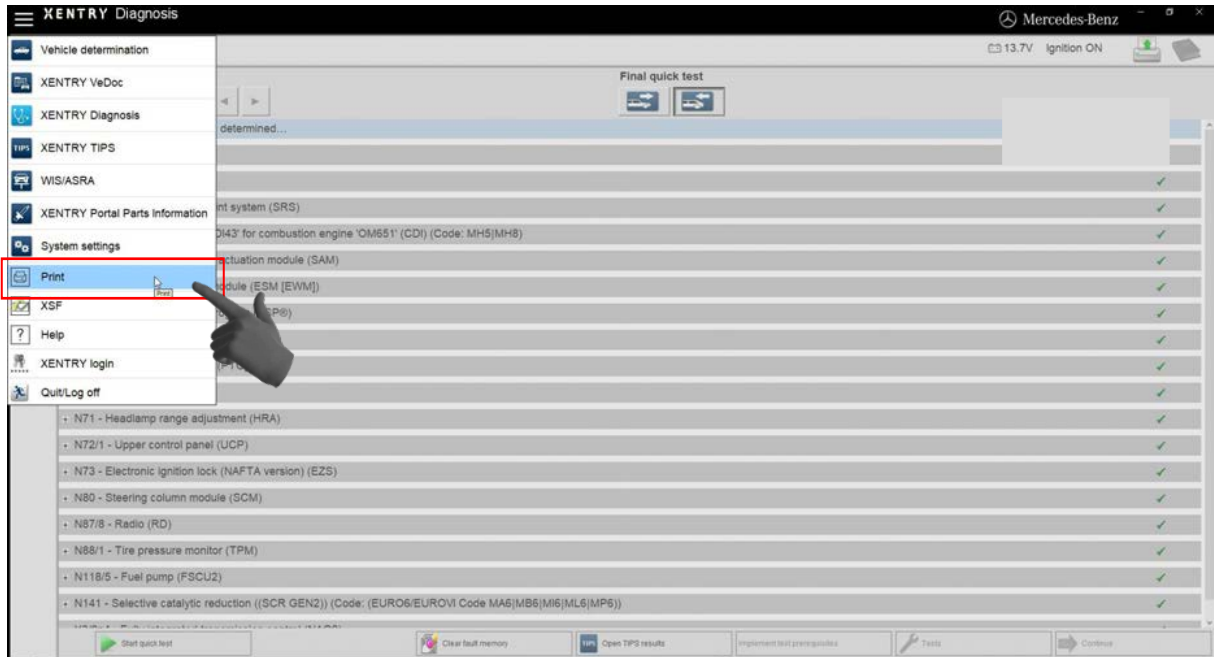 XENTRY Diagnosis
Mercedes-Benz
13.7V Ignition ON
Vehicle determination
XENTRY VeDoc
XENTRY Diagnosis
XENTRY TIPS
WIS/ASRA
XENTRY Portal Parts Information
System settings
Print
Print
XSF
Help
XENTRY login
Quit/Log off
Final quick test
determined...
nt system (SRS)
DI43' for combustion engine 'OM651' (CDI) (Code: MH5|MH8)
actuation module (SAM)
odule (ESM [EWM])
SP®)
+ N71 - Headlamp range adjustment (HRA)
+ N72/1 - Upper control panel (UCP)
+ N73 - Electronic ignition lock (NAFTA version) (EZS)
+ N80 - Steering column module (SCM)
+ N87/8 - Radio (RD)
+ N88/1 - Tire pressure monitor (TPM)
+ N118/5 - Fuel pump (FSCU2)
+ N141 - Selective catalytic reduction ((SCR GEN2)) (Code: (EURO6/EUROVI Code MA6|MB6|MI6|ML6|MP6))
Start quick test
Clear fault memory
TIPS Open TIPS results
Implement test prerequisites
Tests
Continue